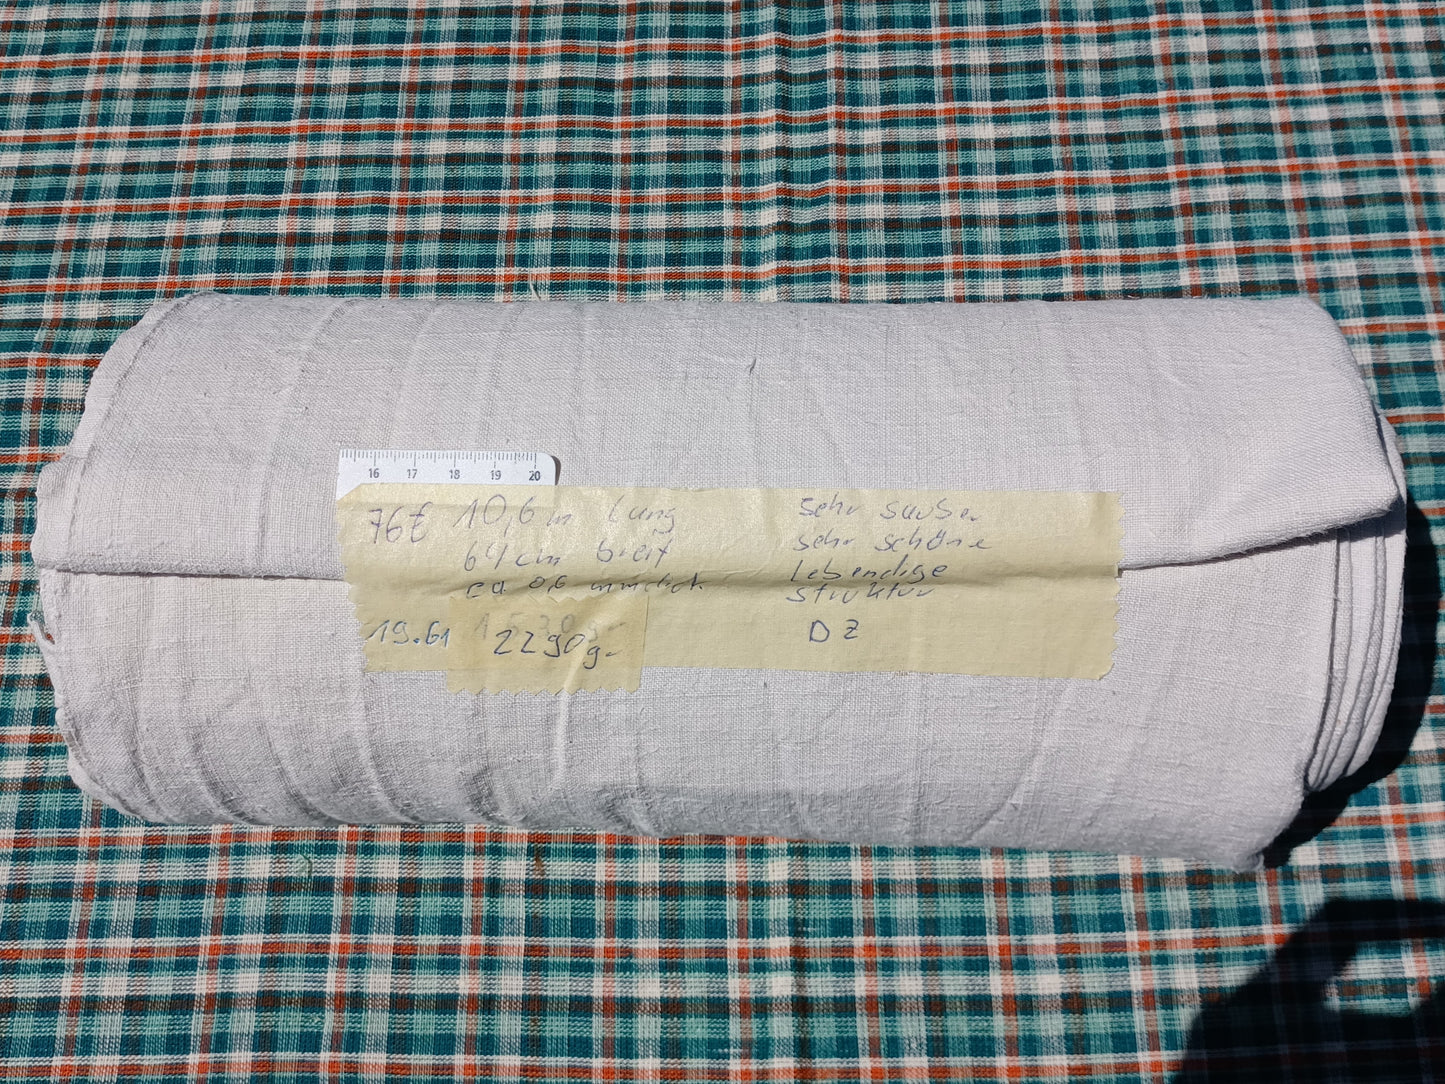 16 17 18 19 20
76€ 10,6 m lang
64 cm breit
ca 0,6 mm dick
19.61 2290g-
sehr sauber
sehr schöne
lebendige
struktur
DZ